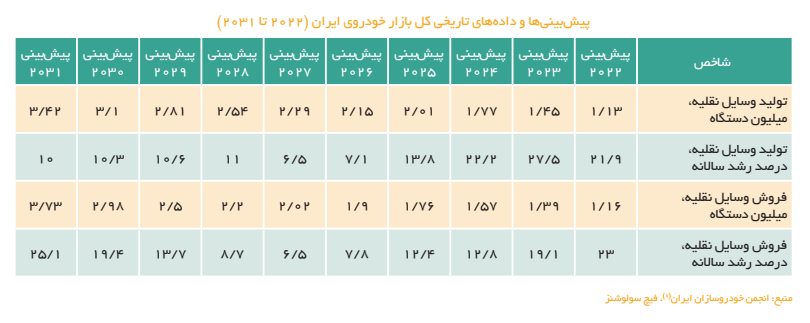 پیش‌بینی‌ها و داده‌های تاریخی کل بازار خودروی ایران (۲۰۲۲ تا ۲۰۳۱)
شاخص پیش‌بینی ۲۰۲۲ پیش‌بینی ۲۰۲۳ پیش‌بینی ۲۰۲۴ پیش‌بینی ۲۰۲۵ پیش‌بینی ۲۰۲۶ پیش‌بینی ۲۰۲۷ پیش‌بینی ۲۰۲۸ پیش‌بینی ۲۰۲۹ پیش‌بینی ۲۰۳۰ پیش‌بینی ۲۰۳۱
تولید وسایل نقلیه، میلیون دستگاه ۱/۱۳ ۱/۴۵ ۱/۷۷ ۲/۰۱ ۲/۱۵ ۲/۲۹ ۲/۵۴ ۲/۸۱ ۳/۱ ۳/۴۲
تولید وسایل نقلیه، درصد رشد سالانه ۲۱/۹ ۲۷/۵ ۲۲/۲ ۱۳/۸ ۷/۱ ۶/۵ ۱۱ ۱۰/۶ ۱۰/۳ ۱۰
فروش وسایل نقلیه، میلیون دستگاه ۱/۱۶ ۱/۳۹ ۱/۵۷ ۱/۷۶ ۱/۹ ۲/۰۲ ۲/۲ ۲/۵ ۲/۹۸ ۳/۷۳
فروش وسایل نقلیه، درصد رشد سالانه ۲۳ ۱۹/۱ ۱۲/۸ ۱۲/۴ ۷/۸ ۶/۵ ۸/۷ ۱۳/۷ ۱۹/۴ ۲۵/۱
منبع: انجمن خودروسازان ایران(۱)، فیچ سولوشنز